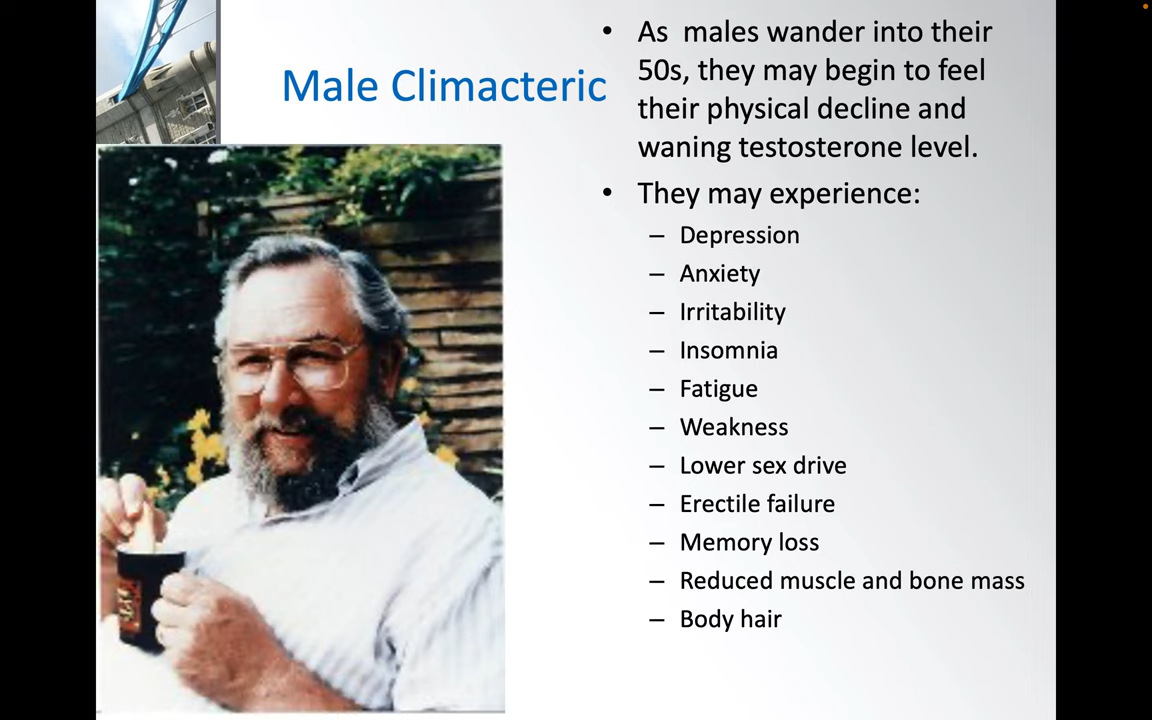 Male Climacteric
• As  males wander into their
50s, they may begin to feel
their physical decline and
waning testosterone level.
• They may experience:
– Depression
– Anxiety
– Irritability
– Insomnia
– Fatigue
– Weakness
– Lower sex drive
– Erectile failure
– Memory loss
– Reduced muscle and bone mass
– Body hair